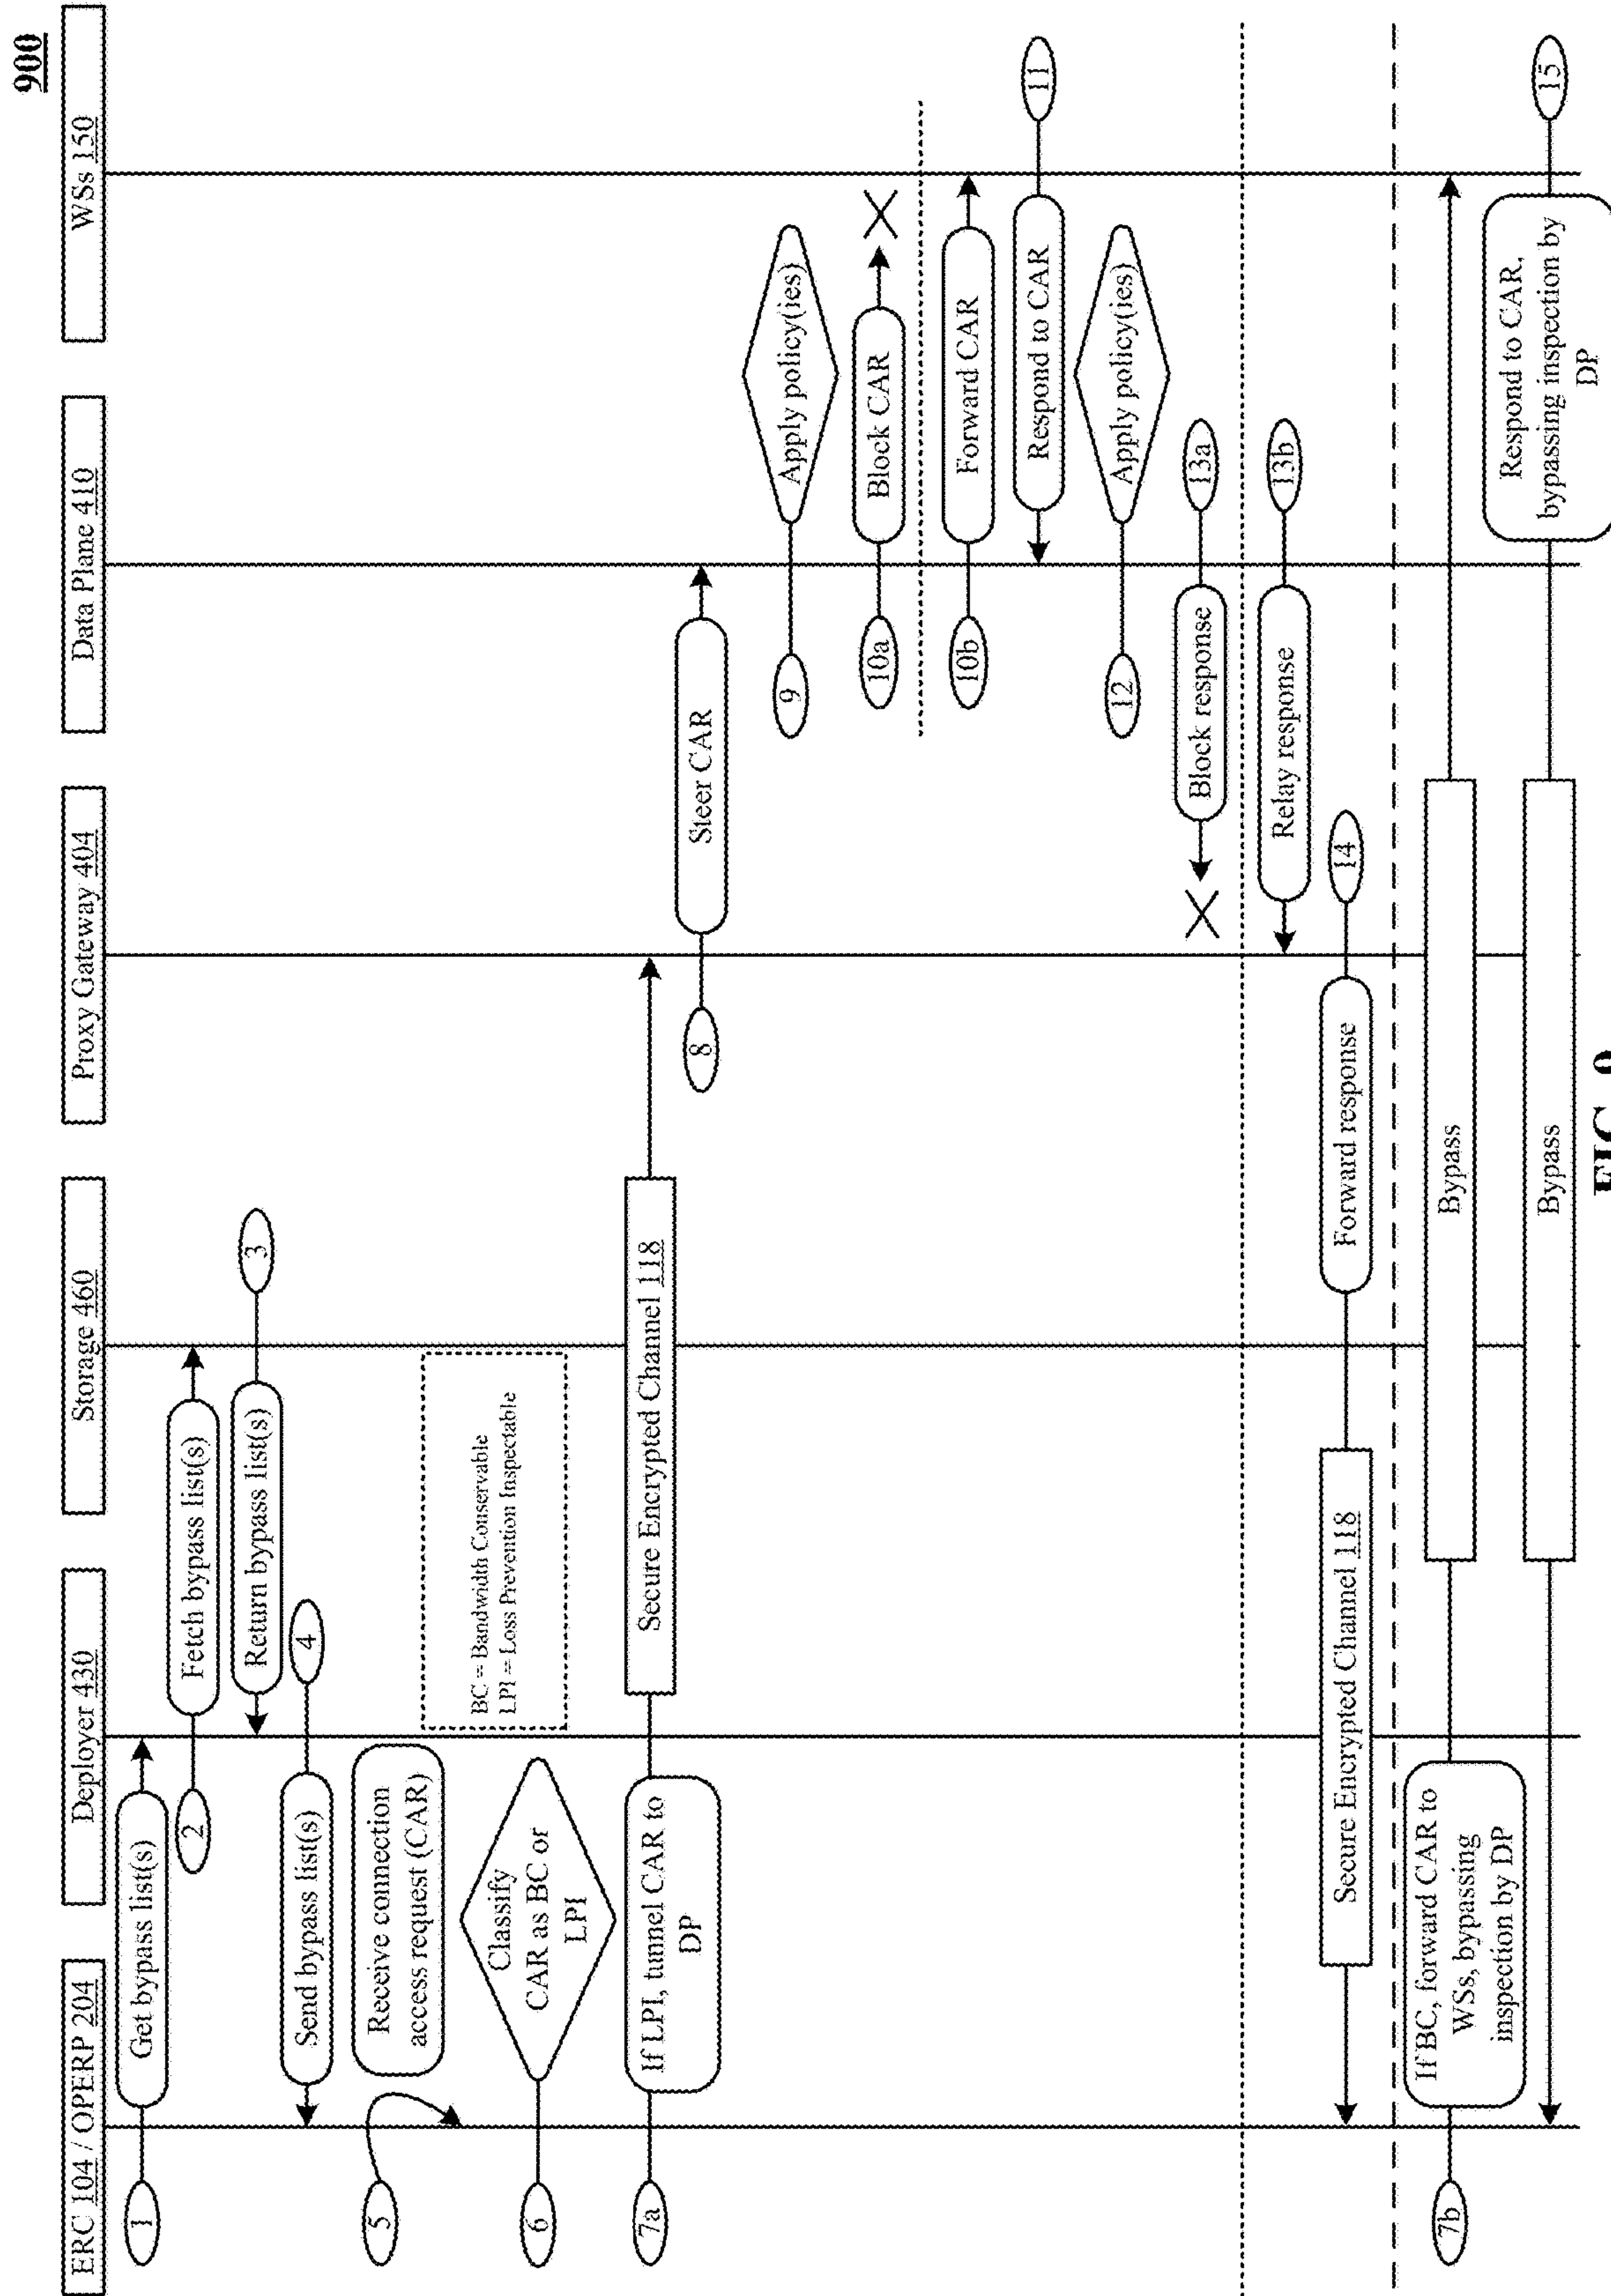 900
ERC 104 / OPERP 204
Deployer 430
Storage 460
Proxy Gateway 404
Data Plane 410
WSs 150
1
Get bypass list(s)
2
Fetch bypass list(s)
Return bypass list(s)
3
Send bypass list(s)
4
5
Receive connection
access request (CAR)
BC = Bandwidth Conservable
LPI = Loss Prevention Inspectable
6
Classify
CAR as BC or
LPI
7a
If LPI, tunnel CAR to
DP
Secure Encrypted Channel 118
8
Steer CAR
9
Apply policy(ies)
10a
Block CAR
10b
Forward CAR
Respond to CAR
11
12
Apply policy(ies)
Block response
13a
Relay response
13b
Secure Encrypted Channel 118
Forward response
14
7b
If BC, forward CAR to
WSs, bypassing
inspection by DP
Bypass
Bypass
Respond to CAR,
bypassing inspection by
DP
15
FIG. 9